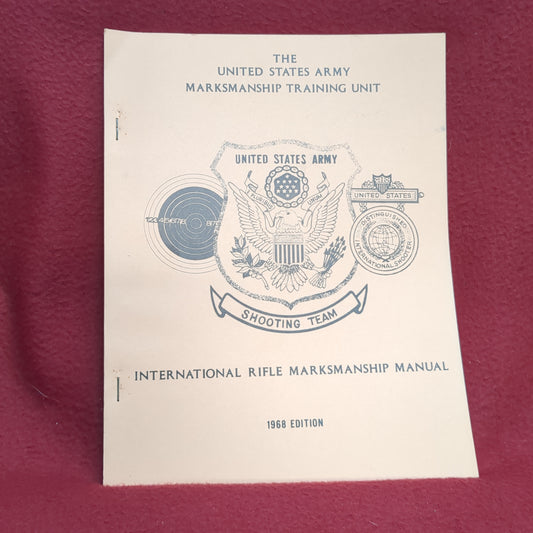 THE
UNITED STATES ARMY
MARKSMANSHIP TRAINING UNIT
UNITED STATES ARMY
UNITED STATES
DISTINGUISHED
INTERNATIONAL SHOOTER
SHOOTING TEAM
INTERNATIONAL RIFLE MARKSMANSHIP MANUAL
1968 EDITION